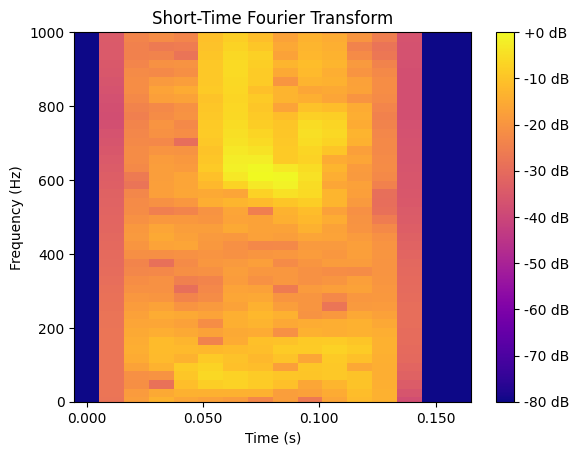 Short-Time Fourier Transform
1000
800
600
400
200
0
Frequency (Hz)
0.000
0.050
0.100
0.150
Time (s)
+0 dB
-10 dB
-20 dB
-30 dB
-40 dB
-50 dB
-60 dB
-70 dB
-80 dB